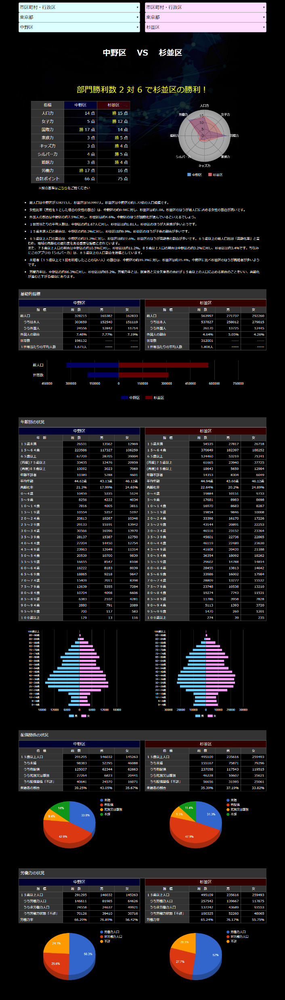 市区町村・行政区 市区町村・行政区
東京都 東京都
中野区 杉並区
中野区 VS 杉並区
部門勝利数 2 対 6 で杉並区の勝利！
指標 中野区 杉並区
人口力 14 点 勝 15 点
女子力 5 点 勝 12 点
国際力 勝 17 点 14 点
家族力 3 点 勝 5 点
キッズ力 3 点 勝 4 点
シルバー力 4 点 勝 5 点
婚姻力 3 点 勝 4 点
労働力 勝 17 点 16 点
合計ポイント 66 点 75 点
※採点基準はこちらをご覧ください
人口力
労働力 女子力
15
10
5
婚姻力 0 国際力
シルバー力 家族力
キッズ力
中野区 杉並区
総人口は中野区が328215人、杉並区は563997人。杉並区は中野区の約1.72倍の人口規模です。
女性比率（男性を１とした場合の女性の割合）は、中野区の約0.98に対し、杉並区は約1.08。杉並区のほうが総人口に占める女性の割合が高いです。
外国人の割合は中野区の約7.5%に対し、杉並区は約4.6%。中野区のほうが国際化が進んでいるといえるでしょう。
１世帯当たりの平均人数は、中野区の約1.67人に対し、杉並区は約1.81人。杉並区のほうが大家族が多いようです。
１５歳未満人口の割合は、中野区の約8.3%に対し、杉並区は約9.9%。杉並区のほうが子供の割合が多いです。
６５歳以上人口の割合は、中野区の約21.3%に対し、杉並区は約22.6%。杉並区のほうが高齢者の割合が多いです。６５歳以上の総人口比は「高齢化率」と言
われ、地域の高齢化の進行度を測る重要な指標とされています。
また、７５歳以上人口の割合は中野区の約10.5%に対し、杉並区は約11.2%。８５歳以上人口の割合は中野区の約3.2%に対し、杉並区は約3.4%です。ちなみ
にこのアプリの「シルバー力」は、８５歳以上の人口割合を指標としています。
未婚者（１５歳以上で１回も結婚したことのない人）の割合は、中野区の約39.3%に対し、杉並区は約35.4%。中野区に比べ杉並区のほうが既婚者が多いようです。
労働力率は、中野区の約66.3%に対し、杉並区は約65.2%。労働力率とは、就業者と完全失業者の合計が１５歳以上の人口に占める割合のことをいい、高齢化
が進むと下がる傾向にあります。
基礎的指標
中野区 杉並区
指 標 総 数 男 女 指 標 総 数 男 女
総人口 328215 165382 162833 総人口 563997 271737 292260
うち日本人 303659 152540 151119 うち日本人 537827 258012 279815
うち外国人 24556 12842 11714 うち外国人 26170 13725 12445
外国人の割合 7.48% 7.77% 7.19% 外国人の割合 4.64% 5.05% 4.26%
世帯数 196132 ----- ----- 世帯数 312001 ----- -----
１世帯当たりの平均人数 1.673人 ----- ----- １世帯当たりの平均人数 1.808人 ----- -----
総人口
世帯数
450000 300000 150000 0 150000 300000 450000 600000 750000
中野区 杉並区
年齢別の状況
中野区 杉並区
年 齢 総 数 男 女 指 標 総 数 男 女
１５歳未満 26531 13562 12969 １５歳未満 54535 27817 26718
１５～６４歳 223586 117327 106259 １５～６４歳 370649 182397 188252
６５歳以上 67709 28705 39004 ６５歳以上 124460 53219 71241
(再掲)７５歳以上 33435 12476 20959 (再掲)７５歳以上 61665 23940 37725
(再掲)８５歳以上 10092 3023 7069 (再掲)８５歳以上 18643 5659 12984
年齢不詳者 10389 5788 4601 年齢不詳者 14353 8304 6049
平均年齢 44.62歳 43.13歳 46.12歳 平均年齢 44.94歳 43.66歳 46.12歳
高齢化率 21.3% 17.99% 24.65% 高齢化率 22.64% 20.2% 24.89%
０～４歳 10459 5335 5124 ０～４歳 19884 10151 9733
５～９歳 8256 4222 4034 ５～９歳 17681 8983 8698
１０～１４歳 7816 4005 3811 １０～１４歳 16970 8683 8287
１５～１９歳 10554 5357 5197 １５～１９歳 19854 9846 10008
２０～２４歳 20613 10267 10346 ２０～２４歳 33396 16170 17226
２５～２９歳 29133 15191 13942 ２５～２９歳 43144 20891 22253
３０～３４歳 30566 16596 13970 ３０～３４歳 46516 23152 23364
３５～３９歳 28137 15387 12750 ３５～３９歳 45601 22736 22865
４０～４４歳 27204 14450 12754 ４０～４４歳 46119 22489 23630
４５～４９歳 23963 12649 11314 ４５～４９歳 41608 20420 21188
５０～５４歳 20539 10700 9839 ５０～５４歳 36354 18092 18262
５５～５９歳 16655 8547 8108 ５５～５９歳 29602 14788 14814
６０～６４歳 16222 8183 8039 ６０～６４歳 28455 13813 14642
６５～６９歳 18865 9218 9647 ６５～６９歳 33986 16002 17984
７０～７４歳 15409 7011 8398 ７０～７４歳 28809 13277 15532
７５～７９歳 12639 5355 7284 ７５～７９歳 23748 10538 13210
８０～８４歳 10704 4098 6606 ８０～８４歳 19274 7743 11531
８５～８９歳 6383 2102 4281 ８５～８９歳 11786 3958 7828
９０～９４歳 2880 791 2089 ９０～９４歳 5113 1393 3720
９５～９９歳 700 117 583 ９５～９９歳 1470 269 1201
１００歳以上 129 13 116 １００歳以上 274 39 235
100歳以上 100歳以上
95～99歳 95～99歳
90～94歳 90～94歳
85～89歳 85～89歳
80～84歳 80～84歳
75～79歳 75～79歳
70～74歳 70～74歳
65～69歳 65～69歳
60～64歳 60～64歳
55～59歳 55～59歳
50～54歳 50～54歳
45～49歳 45～49歳
40～44歳 40～44歳
35～39歳 35～39歳
30～34歳 30～34歳
25～29歳 25～29歳
20～24歳 20～24歳
15～19歳 15～19歳
10～14歳 10～14歳
5～9歳 5～9歳
0～4歳 0～4歳
18000 12000 6000 0 6000 12000 18000 30000 20000 10000 0 10000 20000 30000
男 女 男 女
配偶関係の状況
中野区 杉並区
指 標 総 数 男 女 指 標 総 数 男 女
１５歳以上人口 291295 146032 145263 １５歳以上人口 495109 235616 259493
うち未婚 98383 52295 46088 うち未婚 155167 75871 79296
うち有配偶 125007 62344 62663 うち有配偶 237058 117543 119515
うち死別又は離別 27264 6823 20441 うち死別又は離別 46228 10607 35621
うち配偶関係「不詳」 40641 24570 16071 うち配偶関係「不詳」 56656 31595 25061
未婚者の割合 39.25% 43.05% 35.67% 未婚者の割合 35.39% 37.19% 33.82%
未婚 未婚
有配偶 有配偶
死別又は離別 死別又は離別
不詳 不詳
14% 11.4%
9.4% 33.8% 9.3% 31.3%
42.9% 47.9%
労働力の状況
中野区 杉並区
指 標 総 数 男 女 指 標 総 数 男 女
１５歳以上人口 291295 146032 145263 １５歳以上人口 495109 235616 259493
うち労働力人口 146611 81985 64626 うち労働力人口 257542 139667 117875
うち非労働力人口 74558 24637 49921 うち非労働力人口 137242 43689 93553
うち労働力状態「不詳」 70126 39410 30716 うち労働力状態「不詳」 100325 52260 48065
労働力率 66.29% 76.89% 56.42% 労働力率 65.24% 76.17% 55.75%
労働力人口 労働力人口
非労働力人口 非労働力人口
不詳 不詳
24.1% 20.3%
50.3% 52%
25.6% 27.7%